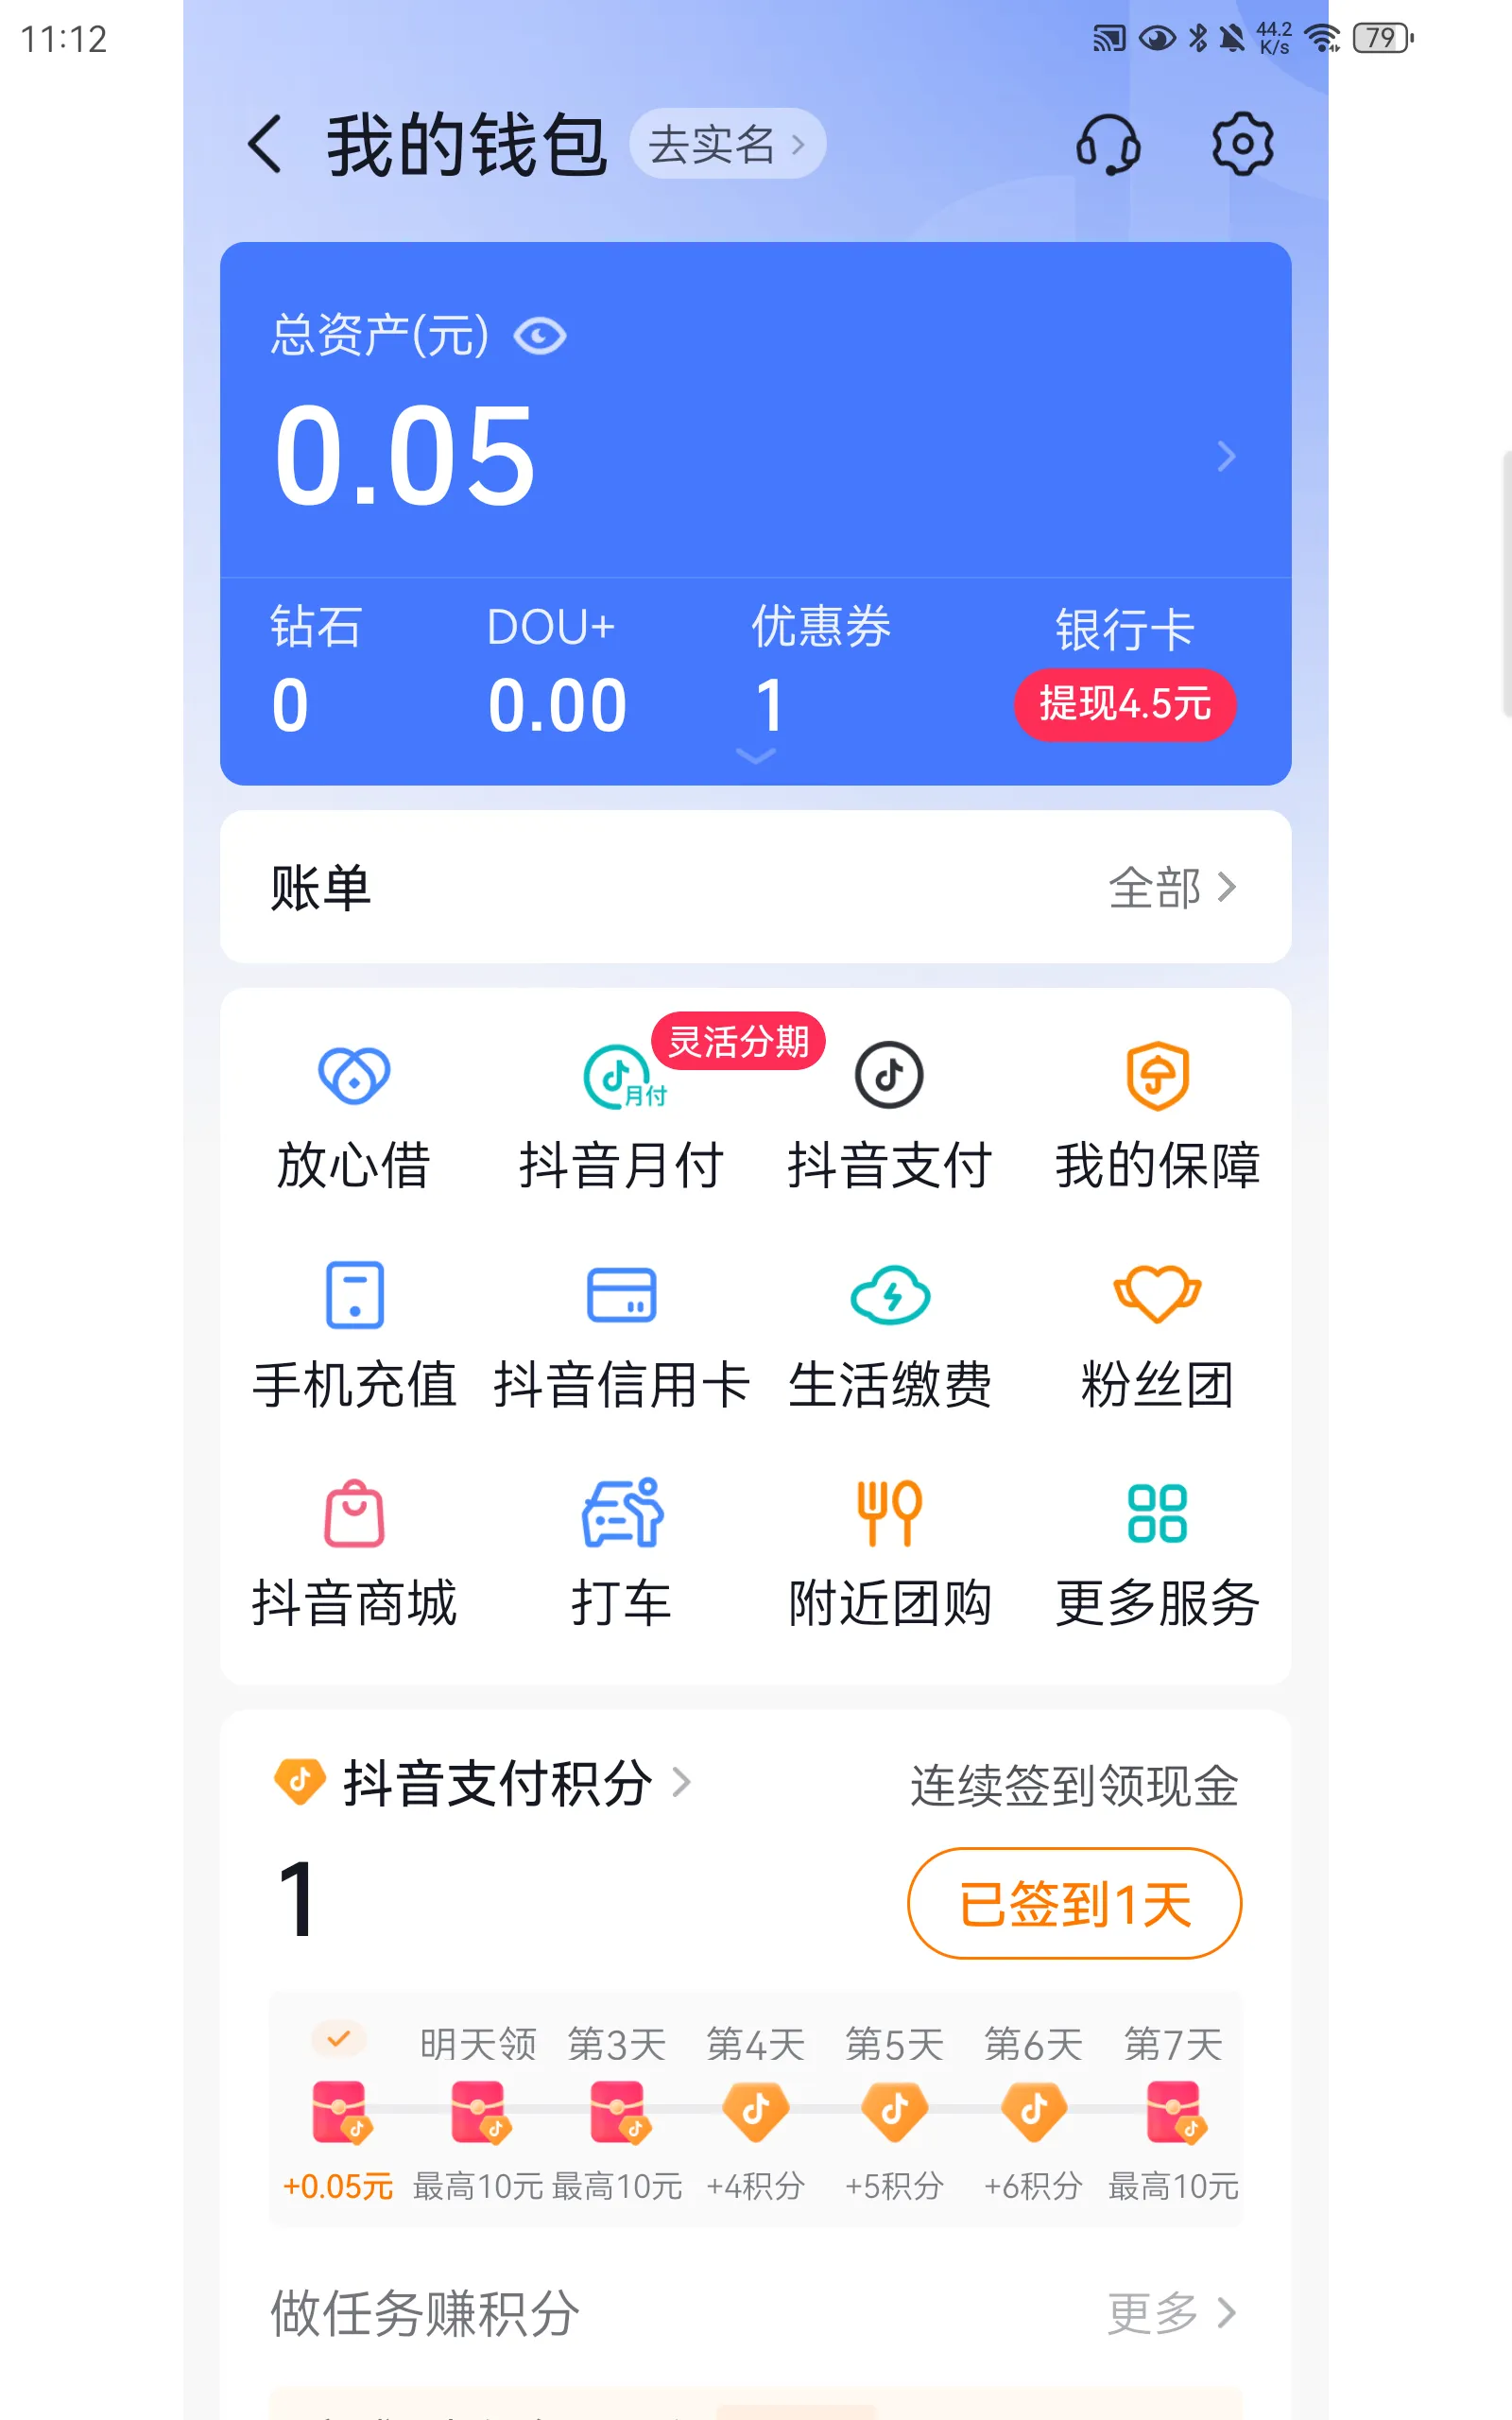 11:12
44.2
K/s
79
我的钱包 去实名
总资产(元)
0.05
钻石 DOU+ 优惠券 银行卡
0 0.00 1 提现4.5元
账单 全部
灵活分期
月付
放心借 抖音月付 抖音支付 我的保障
手机充值 抖音信用卡 生活缴费 粉丝团
抖音商城 打车 附近团购 更多服务
抖音支付积分 连续签到领现金
1 已签到1天
明天领 第3天 第4天 第5天 第6天 第7天
+0.05元 最高10元 最高10元 +4积分 +5积分 +6积分 最高10元
做任务赚积分 更多